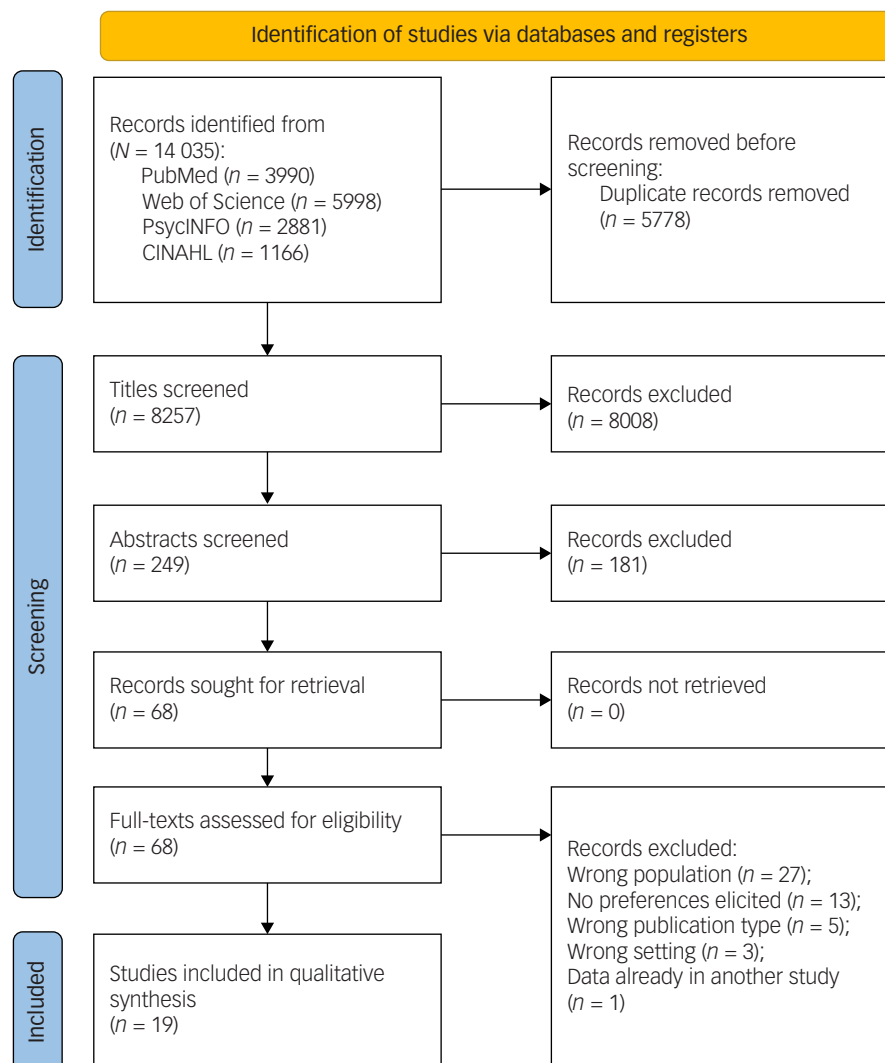 Identification of studies via databases and registers
Identification
Records identified from
(N = 14 035):
PubMed (n = 3990)
Web of Science (n = 5998)
PsycINFO (n = 2881)
CINAHL (n = 1166)
Records removed before
screening:
Duplicate records removed
(n = 5778)
Screening
Titles screened
(n = 8257)
Records excluded
(n = 8008)
Abstracts screened
(n = 249)
Records excluded
(n = 181)
Records sought for retrieval
(n = 68)
Records not retrieved
(n = 0)
Full-texts assessed for eligibility
(n = 68)
Records excluded:
Wrong population (n = 27);
No preferences elicited (n = 13);
Wrong publication type (n = 5);
Wrong setting (n = 3);
Data already in another study
(n = 1)
Included
Studies included in qualitative
synthesis
(n = 19)